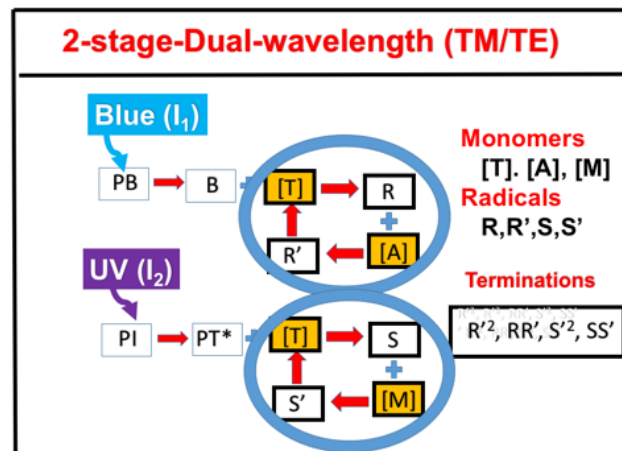 2-stage-Dual-wavelength (TM/TE)
Blue (I₁)
PB
B
[T]
R
R'
[A]
UV (I₂)
PI
PT*
[T]
S
S'
[M]
Monomers
[T]. [A], [M]
Radicals
R,R',S,S'
Terminations
R'², RR', S'², SS'